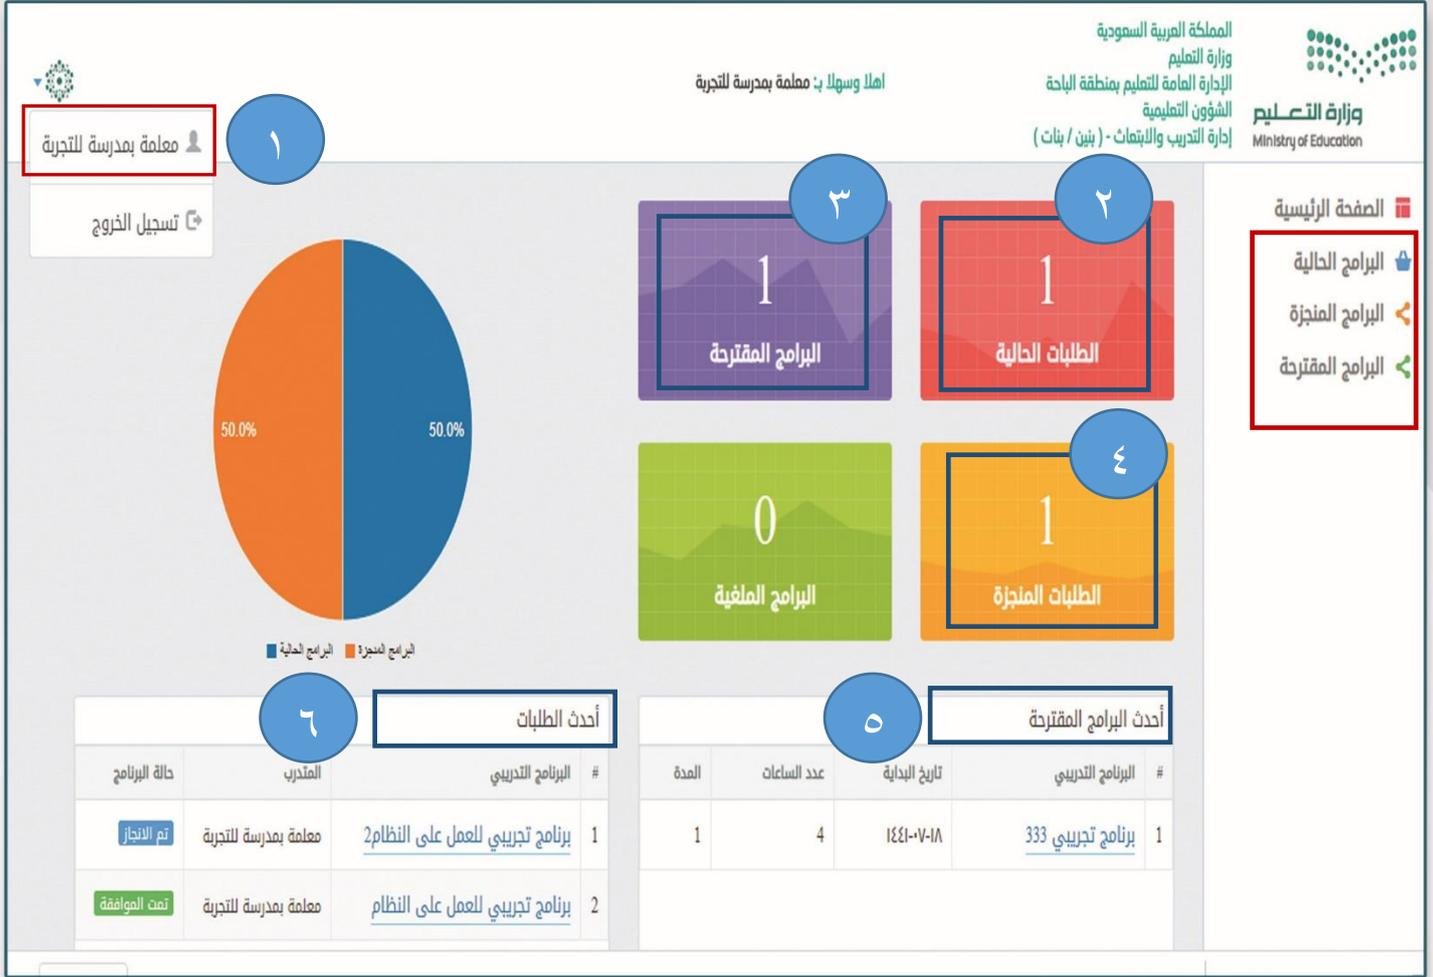 المملكة العربية السعودية
وزارة التعليم
الإدارة العامة للتعليم بمنطقة الباحة
الشؤون التعليمية
إدارة التدريب والابتعاث - ( بنين / بنات )
وزارة التعـــليم
Ministry of Education
اهلا وسهلا بـ: معلمة بمدرسة للتجربة
معلمة بمدرسة للتجربة
١
تسجيل الخروج
الصفحة الرئيسية
البرامج الحالية
البرامج المنجزة
البرامج المقترحة
٢
1
الطلبات الحالية
٣
1
البرامج المقترحة
٤
1
الطلبات المنجزة
0
البرامج الملغية
50.0%
50.0%
البرامج المنجزة
البرامج الحالية
أحدث البرامج المقترحة
٥
# البرنامج التدريبي تاريخ البداية عدد الساعات المدة
1 برنامج تجريبي 333 ١٤٤١-٠٧-١٨ 4 1
أحدث الطلبات
٦
# البرنامج التدريبي المتدرب حالة البرنامج
1 برنامج تجريبي للعمل على النظام2 معلمة بمدرسة للتجربة تم الانجاز
2 برنامج تجريبي للعمل على النظام معلمة بمدرسة للتجربة تمت الموافقة